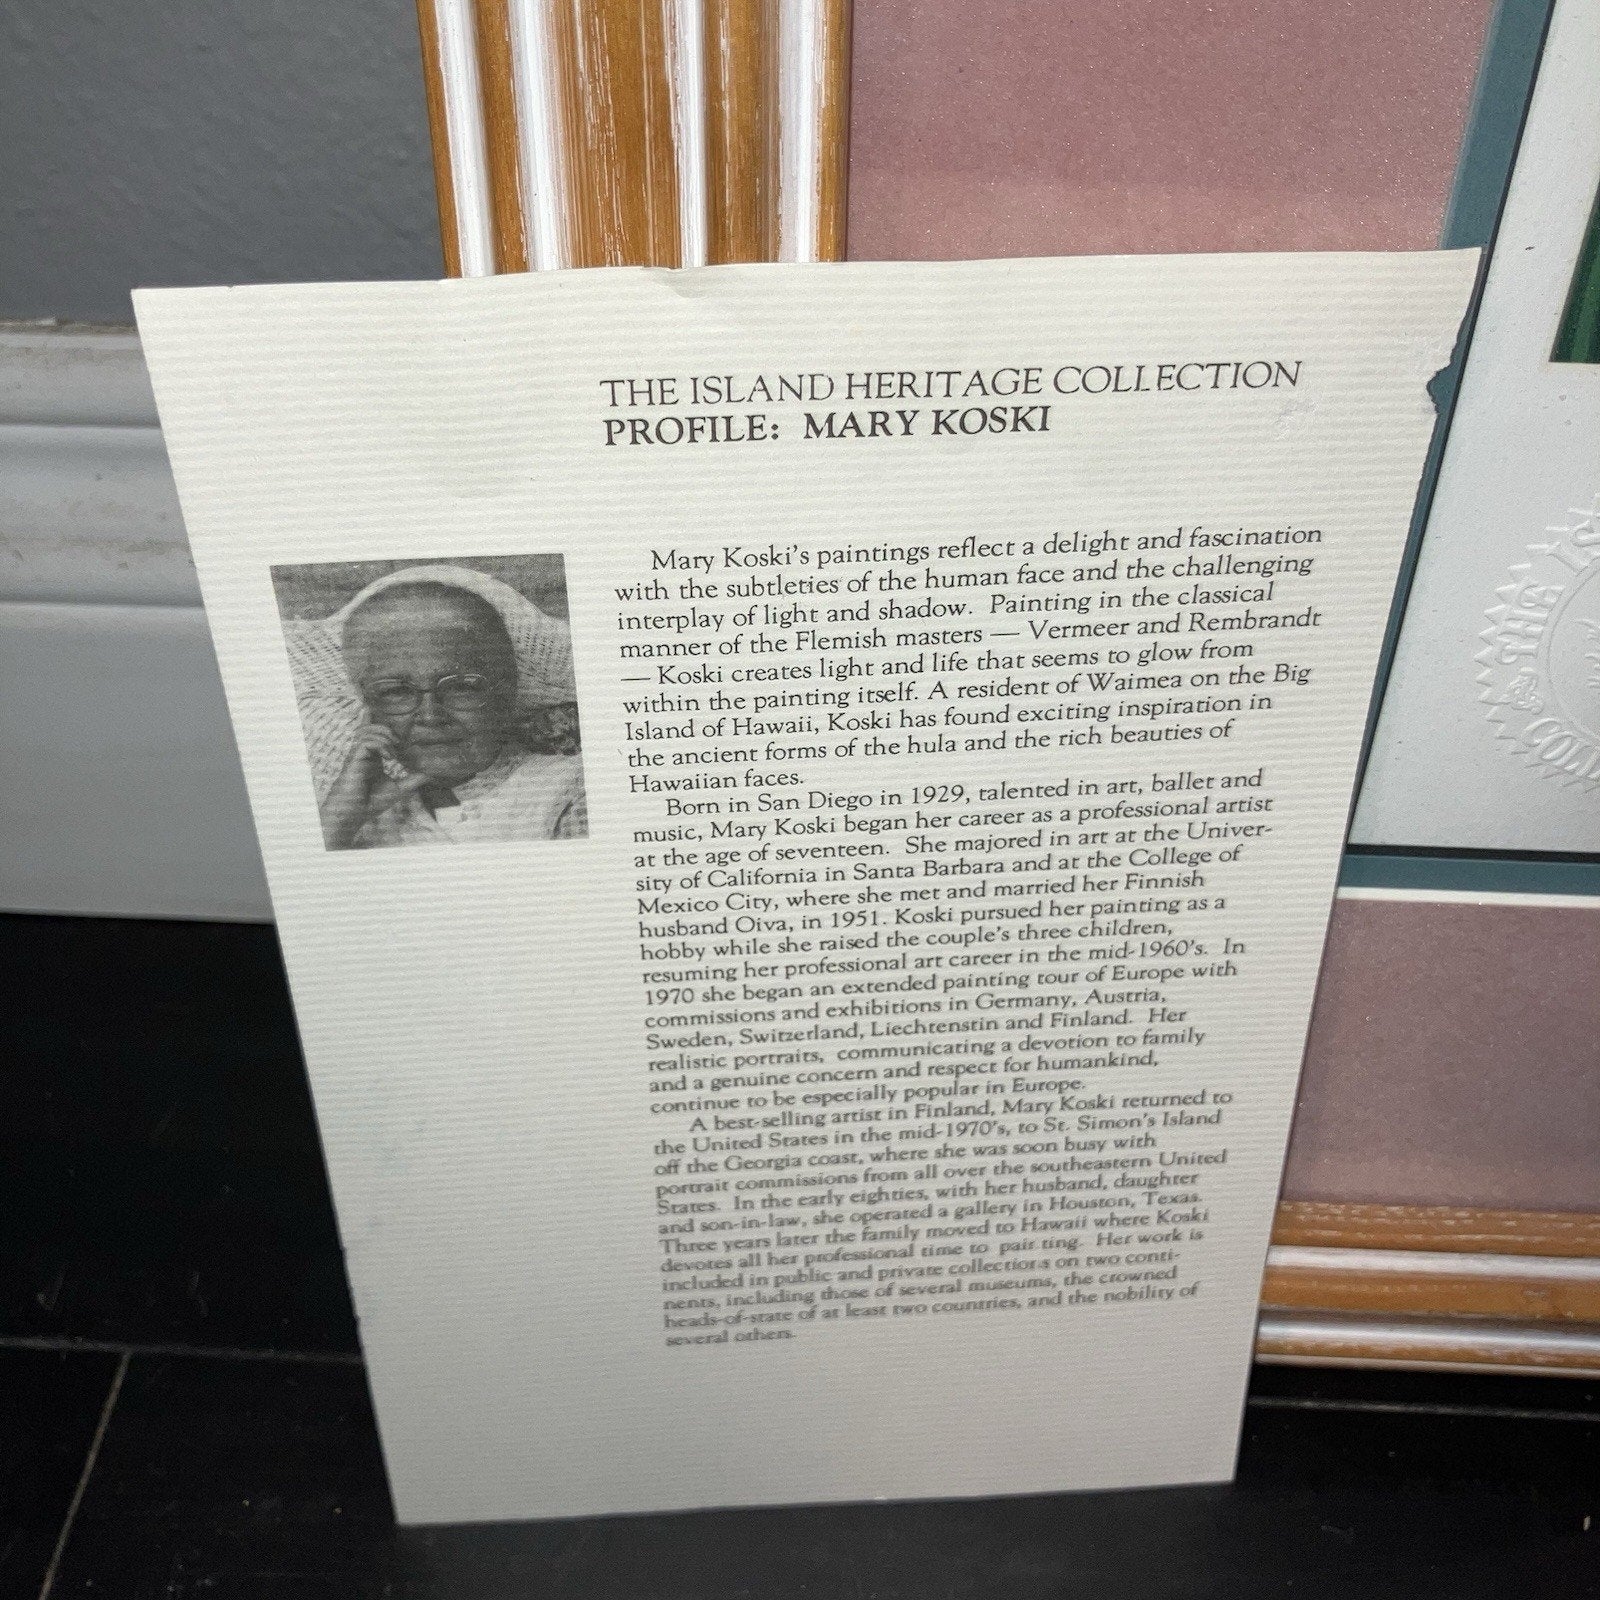 THE ISLAND HERITAGE COLLECTION
PROFILE: MARY KOSKI
Mary Koski's paintings reflect a delight and fascination
with the subtleties of the human face and the challenging
interplay of light and shadow. Painting in the classical
manner of the Flemish masters — Vermeer and Rembrandt
— Koski creates light and life that seems to glow from
within the painting itself. A resident of Waimea on the Big
Island of Hawaii, Koski has found exciting inspiration in
the ancient forms of the hula and the rich beauties of
Hawaiian faces.
Born in San Diego in 1929, talented in art, ballet and
music, Mary Koski began her career as a professional artist
at the age of seventeen. She majored in art at the Univer-
sity of California in Santa Barbara and at the College of
Mexico City, where she met and married her Finnish
husband Oiva, in 1951. Koski pursued her painting as a
hobby while she raised the couple's three children,
resuming her professional art career in the mid-1960's. In
1970 she began an extended painting tour of Europe with
commissions and exhibitions in Germany, Austria,
Sweden, Switzerland, Liechtenstin and Finland. Her
realistic portraits, communicating a devotion to family
and a genuine concern and respect for humankind,
continue to be especially popular in Europe.
A best-selling artist in Finland, Mary Koski returned to
the United States in the mid-1970's, to St. Simon's Island
off the Georgia coast, where she was soon busy with
portrait commissions from all over the southeastern United
States. In the early eighties, with her husband, daughter
and son-in-law, she operated a gallery in Houston, Texas.
Three years later the family moved to Hawaii where Koski
devotes all her professional time to pair ting. Her work is
included in public and private collections on two conti-
nents, including those of several museums, the crowned
heads-of-state of at least two countries, and the nobility of
several others.
THE